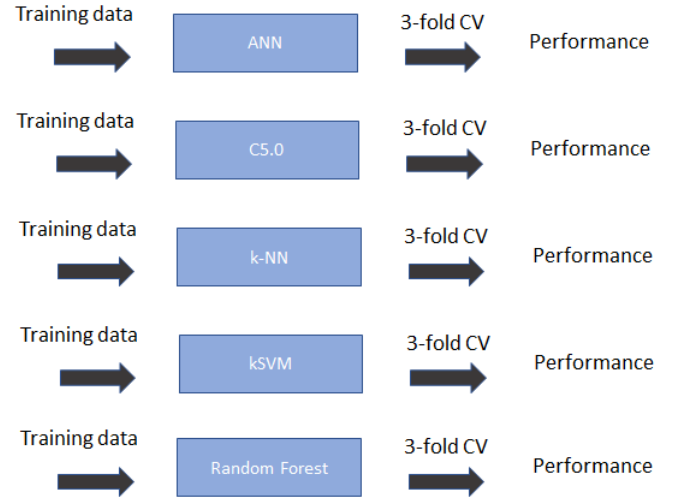 Training data
ANN
3-fold CV
Performance
Training data
C5.0
3-fold CV
Performance
Training data
k-NN
3-fold CV
Performance
Training data
kSVM
3-fold CV
Performance
Training data
Random Forest
3-fold CV
Performance